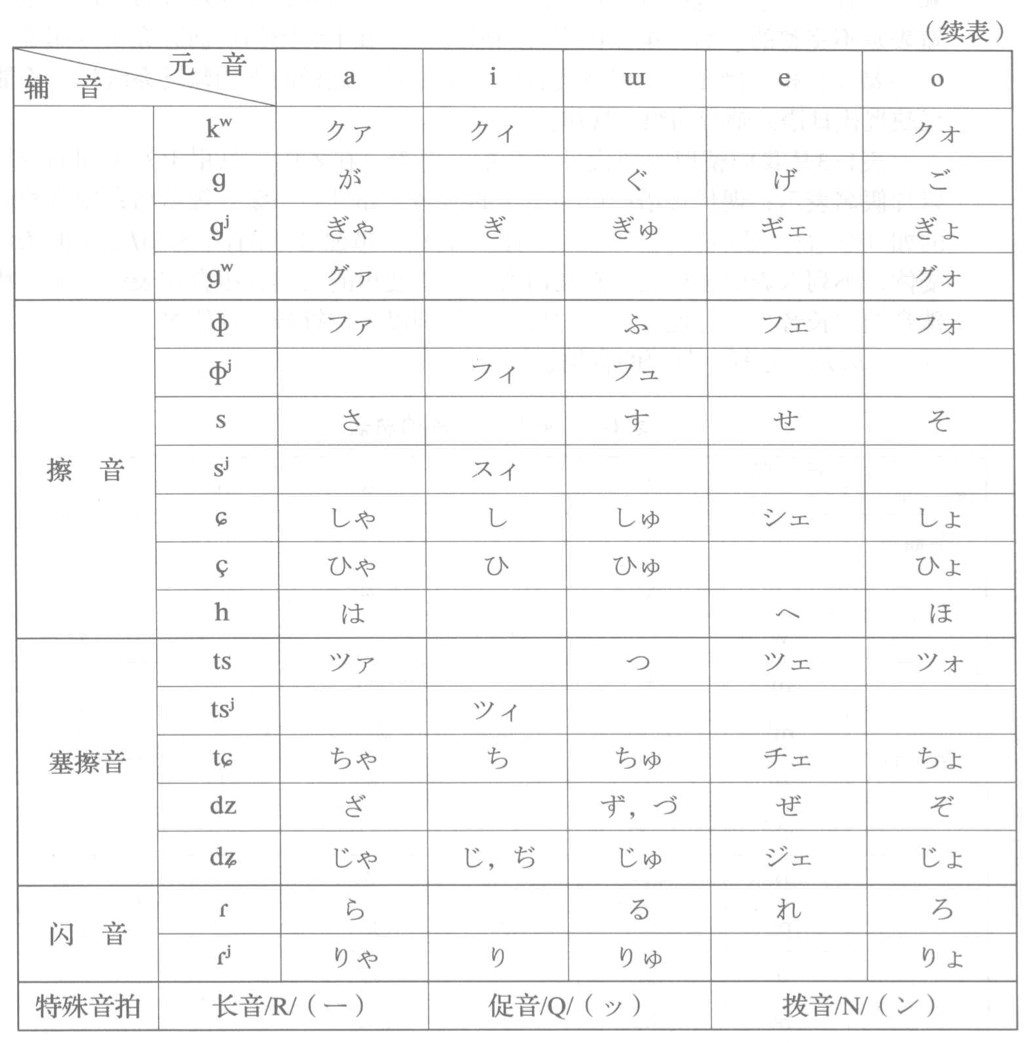 （续表）
元　音
辅　音 a i ɯ e o
kʷ クァ クィ クォ
g が ぐ げ ご
gʲ ぎゃ ぎ ぎゅ ギェ ぎょ
gʷ グァ グォ
ɸ ファ ふ フェ フォ
ɸʲ フィ フュ
擦　音 s さ す せ そ
sʲ スィ
ɕ しゃ し しゅ シェ しょ
ç ひゃ ひ ひゅ ひょ
h は へ ほ
塞擦音 ts ツァ つ ツェ ツォ
tsʲ ツィ
tɕ ちゃ ち ちゅ チェ ちょ
dz ざ ず，づ ぜ ぞ
dʑ じゃ じ，ぢ じゅ ジェ じょ
闪　音 ɾ ら る れ ろ
ɾʲ りゃ り りゅ りょ
特殊音拍 长音/R/（ー） 促音/Q/（ッ） 拨音/N/（ン）